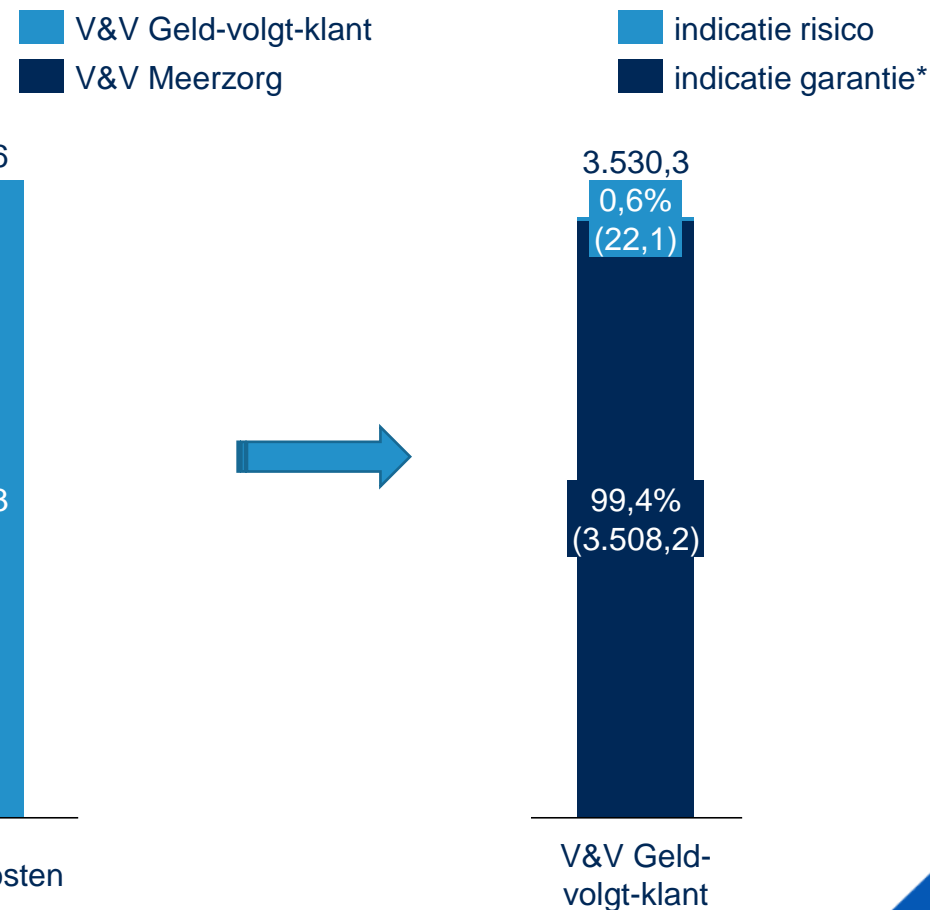 V&V Geld-volgt-klant
V&V Meerzorg
indicatie risico
indicatie garantie*
3.530,3
0,6%
(22,1)
99,4%
(3.508,2)
V&V Geld-
volgt-klant